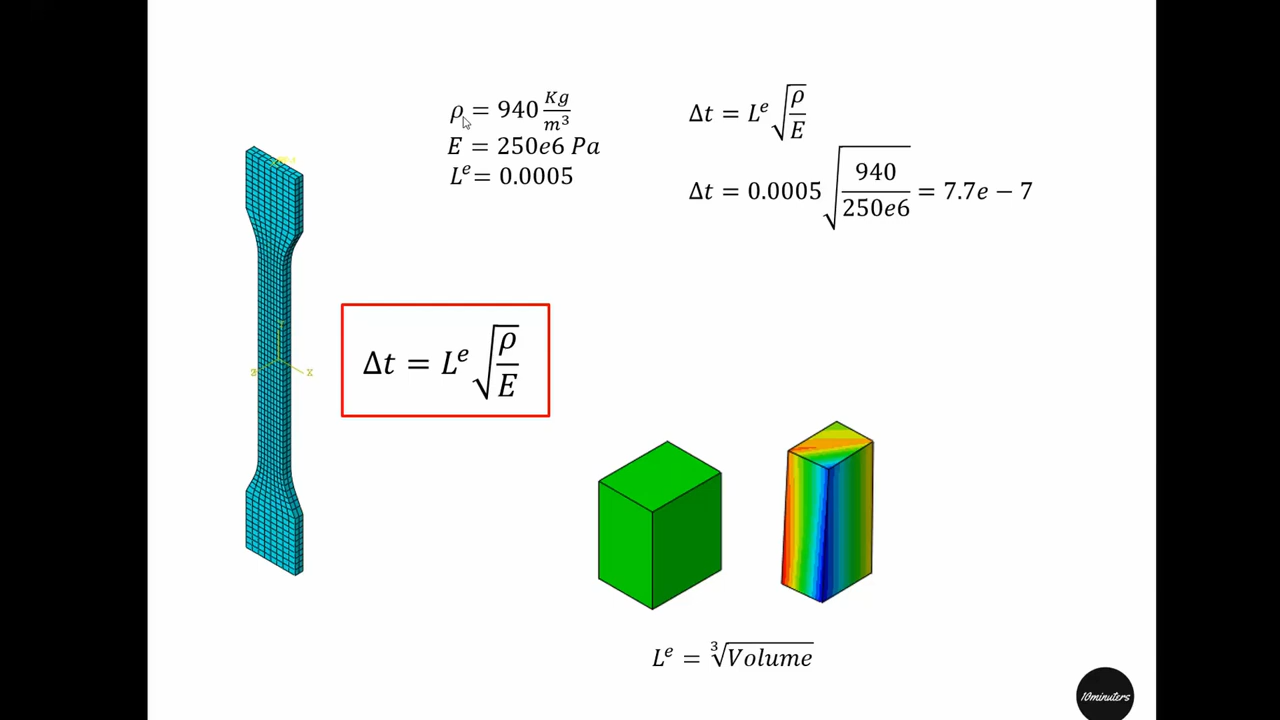 ρ = 940 Kg/m³
E = 250e6 Pa
Lᵉ= 0.0005
Δt = Lᵉ √(ρ/E)
Δt = 0.0005 √(940/250e6) = 7.7e − 7
Z X
Δt = Lᵉ √(ρ/E)
Lᵉ = ∛Volume
10minuters